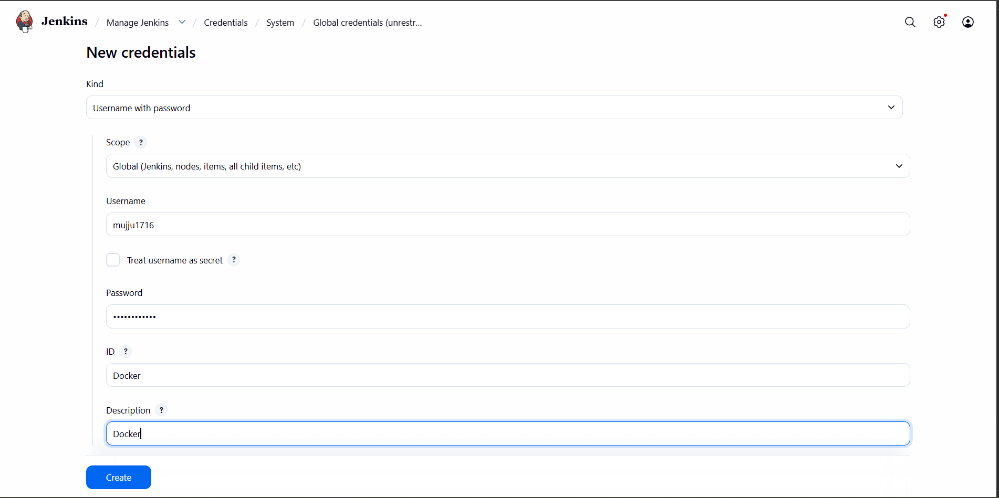 Jenkins / Manage Jenkins / Credentials / System / Global credentials (unrestr...
New credentials
Kind
Username with password
Scope ?
Global (Jenkins, nodes, items, all child items, etc)
Username
mujju1716
Treat username as secret ?
Password
••••••••••••
ID ?
Docker
Description ?
Docker
Create